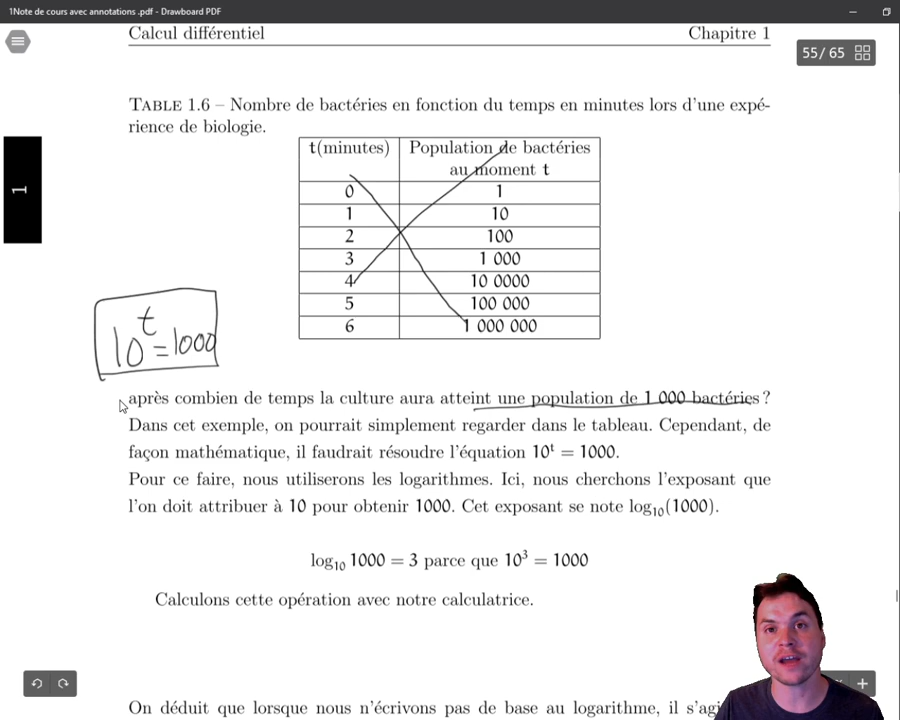 1Note de cours avec annotations .pdf - Drawboard PDF
Calcul différentiel Chapitre 1
55 / 65
1
TABLE 1.6 – Nombre de bactéries en fonction du temps en minutes lors d'une expé-
rience de biologie.
t(minutes) Population de bactéries
au moment t
0 1
1 10
2 100
3 1 000
4 10 0000
5 100 000
6 1 000 000
10^t = 1000
après combien de temps la culture aura atteint une population de 1 000 bactéries ?
Dans cet exemple, on pourrait simplement regarder dans le tableau. Cependant, de
façon mathématique, il faudrait résoudre l'équation 10^t = 1000.
Pour ce faire, nous utiliserons les logarithmes. Ici, nous cherchons l'exposant que
l'on doit attribuer à 10 pour obtenir 1000. Cet exposant se note log₁₀(1000).
log₁₀ 1000 = 3 parce que 10³ = 1000
Calculons cette opération avec notre calculatrice.
On déduit que lorsque nous n'écrivons pas de base au logarithme, il s'agi